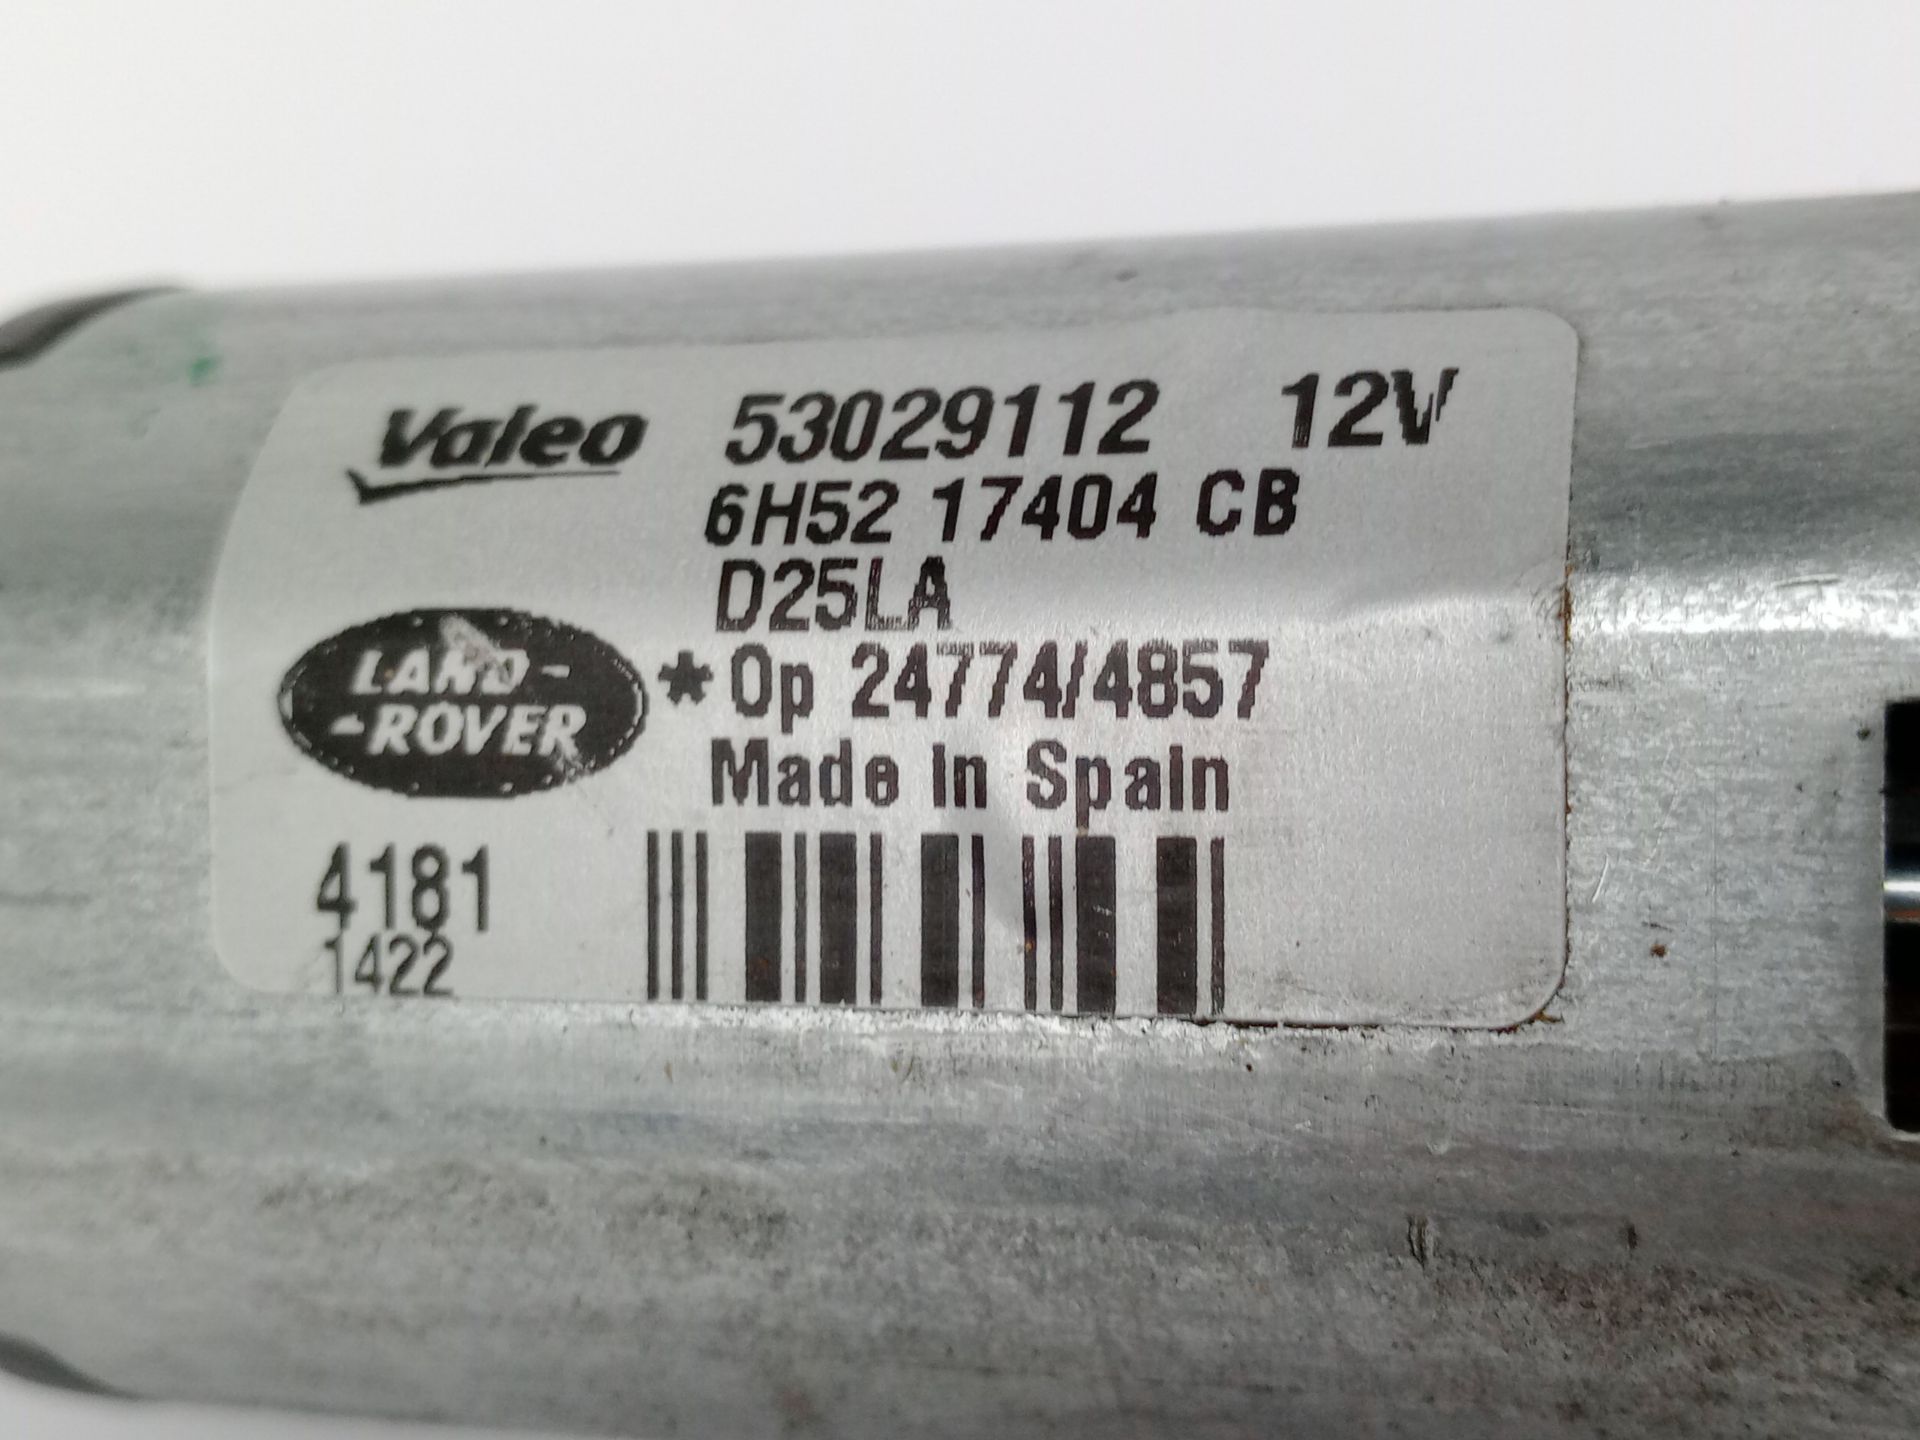 Valeo 53029112 12V
6H52 17404 CB
D25LA
LAND-
-ROVER
*Op 24774/4857
Made In Spain
4181
1422